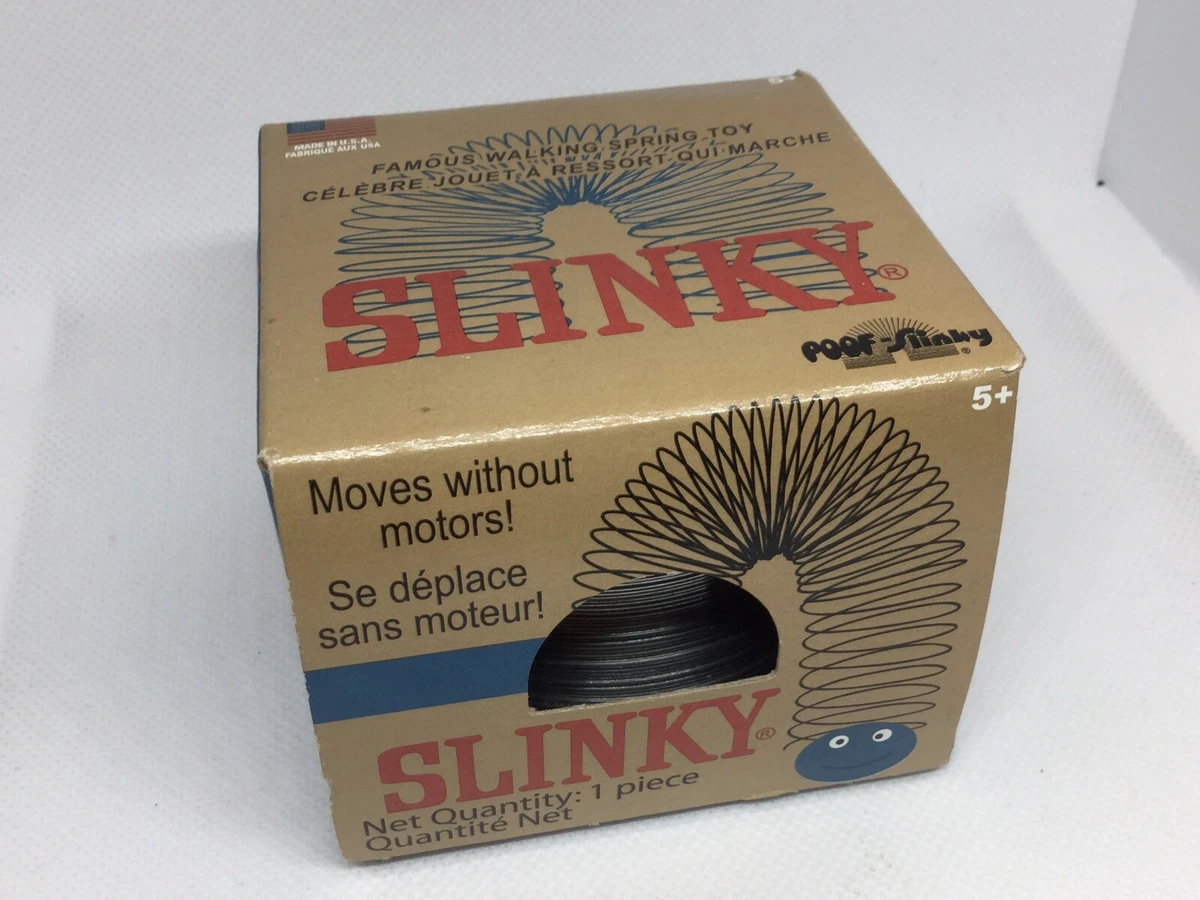 MADE IN U.S.A.
FABRIQUÉ AUX USA
FAMOUS WALKING SPRING TOY
CÉLÈBRE JOUET À RESSORT QUI MARCHE
SLINKY®
POOF-Slinky®
5+
Moves without
motors!
Se déplace
sans moteur!
SLINKY®
Net Quantity: 1 piece
Quantité Net